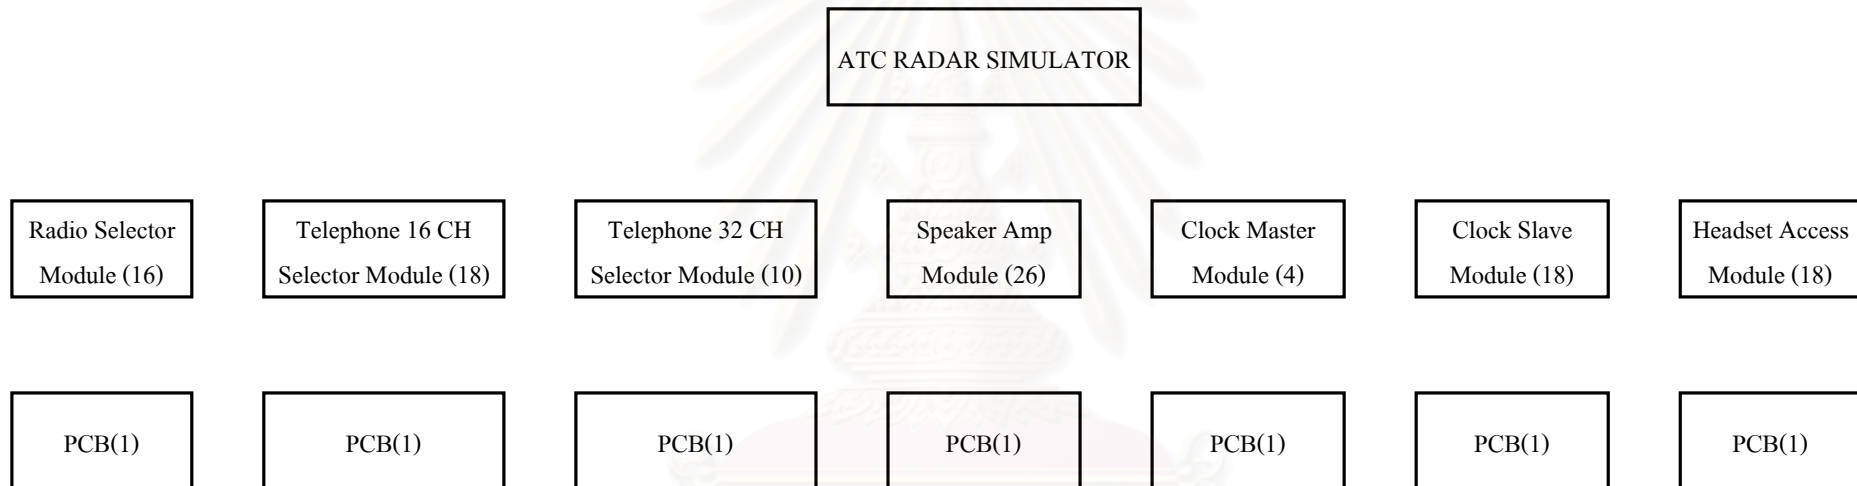 ATC RADAR SIMULATOR
Radio Selector
Module (16)
Telephone 16 CH
Selector Module (18)
Telephone 32 CH
Selector Module (10)
Speaker Amp
Module (26)
Clock Master
Module (4)
Clock Slave
Module (18)
Headset Access
Module (18)
PCB(1)
PCB(1)
PCB(1)
PCB(1)
PCB(1)
PCB(1)
PCB(1)